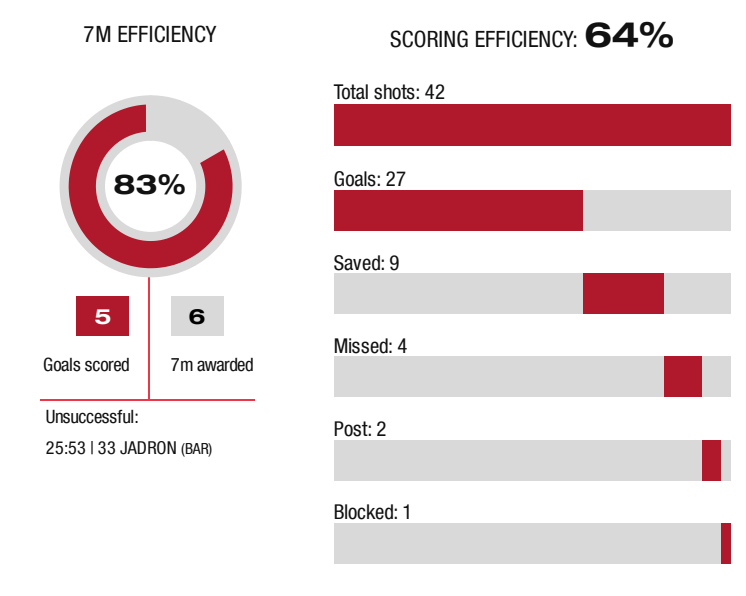 7M EFFICIENCY
83%
5
6
Goals scored
7m awarded
Unsuccessful:
25:53 | 33 JADRON (BAR)
SCORING EFFICIENCY: 64%
Total shots: 42
Goals: 27
Saved: 9
Missed: 4
Post: 2
Blocked: 1